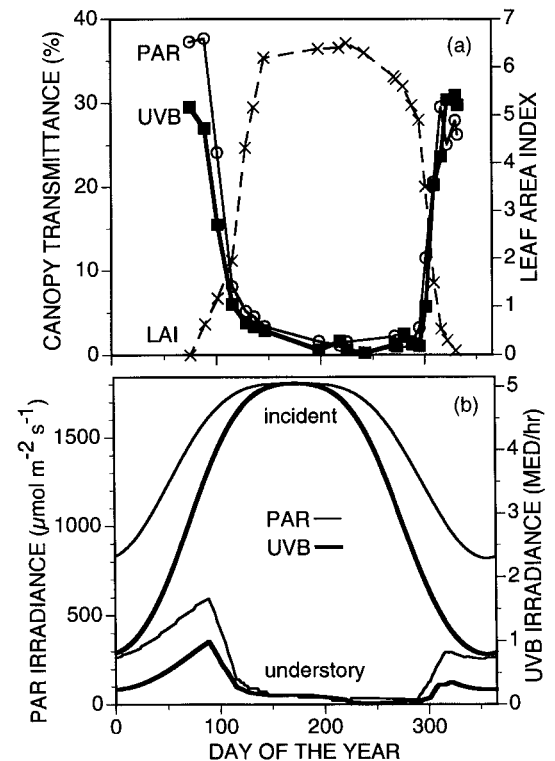 40
30
20
10
0
CANOPY TRANSMITTANCE (%)
PAR
UVB
LAI
(a)
7
6
5
4
3
2
1
0
LEAF AREA INDEX
1500
1000
500
0
PAR IRRADIANCE (μmol m-2 s-1)
(b)
incident
PAR
UVB
understory
5
4
3
2
1
0
UVB IRRADIANCE (MED/hr)
0 100 200 300
DAY OF THE YEAR